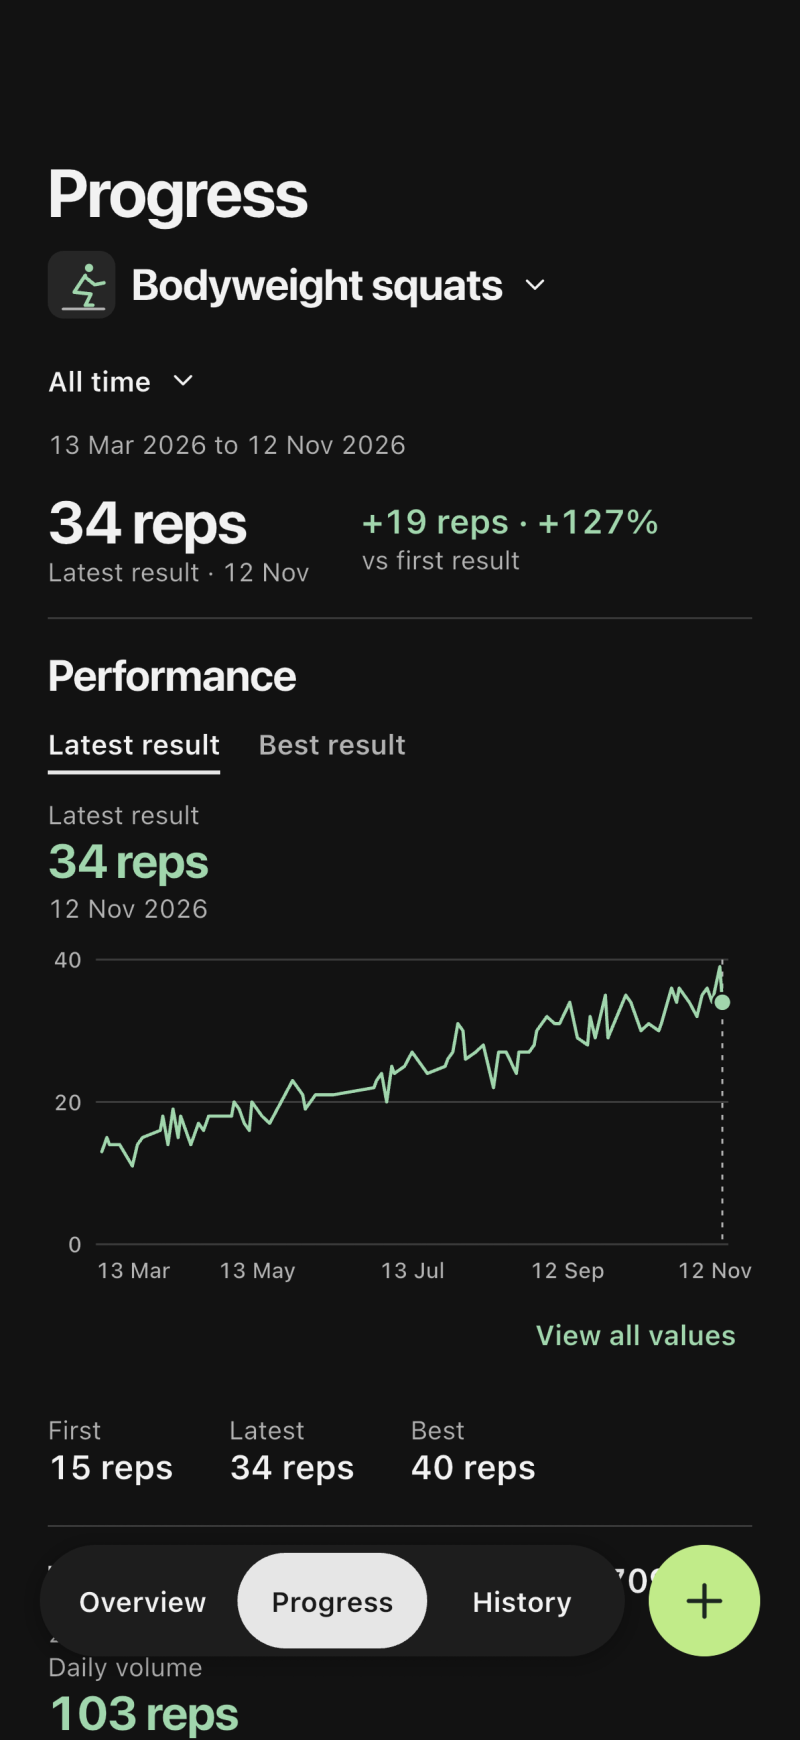 Progress
Bodyweight squats
All time
13 Mar 2026 to 12 Nov 2026
34 reps
Latest result · 12 Nov
+19 reps · +127%
vs first result
Performance
Latest result
Best result
Latest result
34 reps
12 Nov 2026
40
20
0
13 Mar
13 May
13 Jul
12 Sep
12 Nov
View all values
First
15 reps
Latest
34 reps
Best
40 reps
Overview
Progress
History
+
Daily volume
103 reps